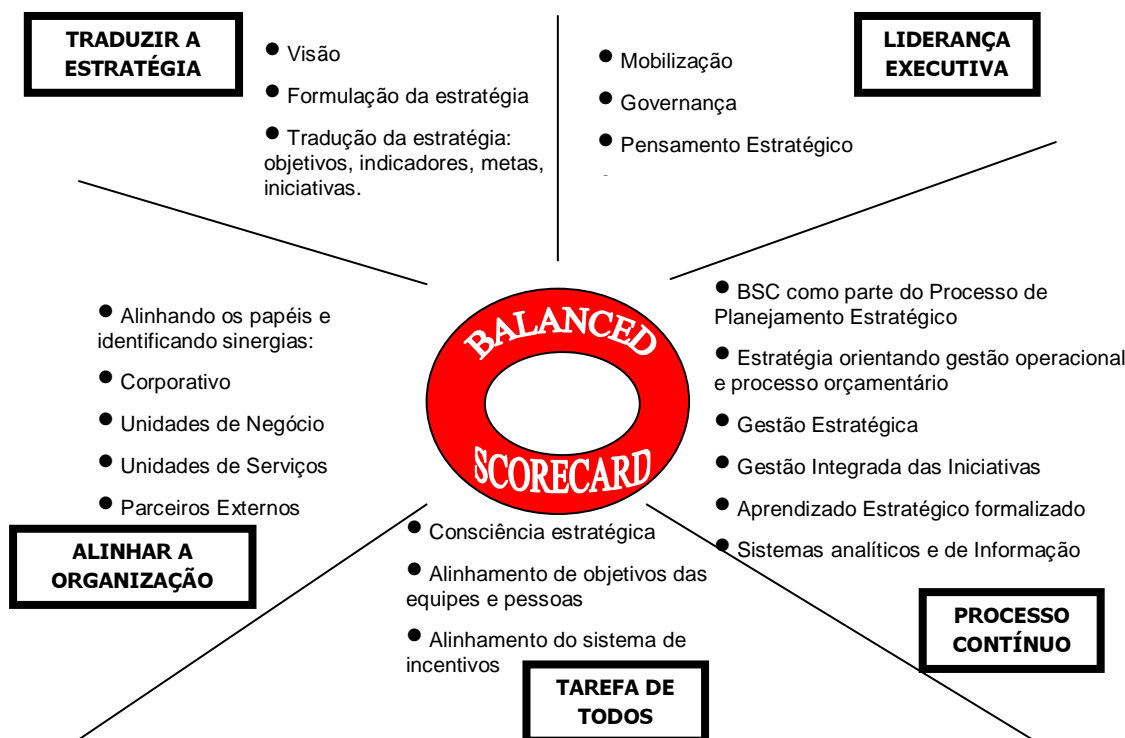 TRADUZIR A
ESTRATÉGIA
● Visão
● Formulação da estratégia
● Tradução da estratégia:
objetivos, indicadores, metas,
iniciativas.
● Mobilização
● Governança
● Pensamento Estratégico
LIDERANÇA
EXECUTIVA
● Alinhando os papéis e
identificando sinergias:
● Corporativo
● Unidades de Negócio
● Unidades de Serviços
● Parceiros Externos
ALINHAR A
ORGANIZAÇÃO
BALANCED
SCORECARD
● BSC como parte do Processo de
Planejamento Estratégico
● Estratégia orientando gestão operacional
e processo orçamentário
● Gestão Estratégica
● Gestão Integrada das Iniciativas
● Aprendizado Estratégico formalizado
● Sistemas analíticos e de Informação
PROCESSO
CONTÍNUO
● Consciência estratégica
● Alinhamento de objetivos das
equipes e pessoas
● Alinhamento do sistema de
incentivos
TAREFA DE
TODOS